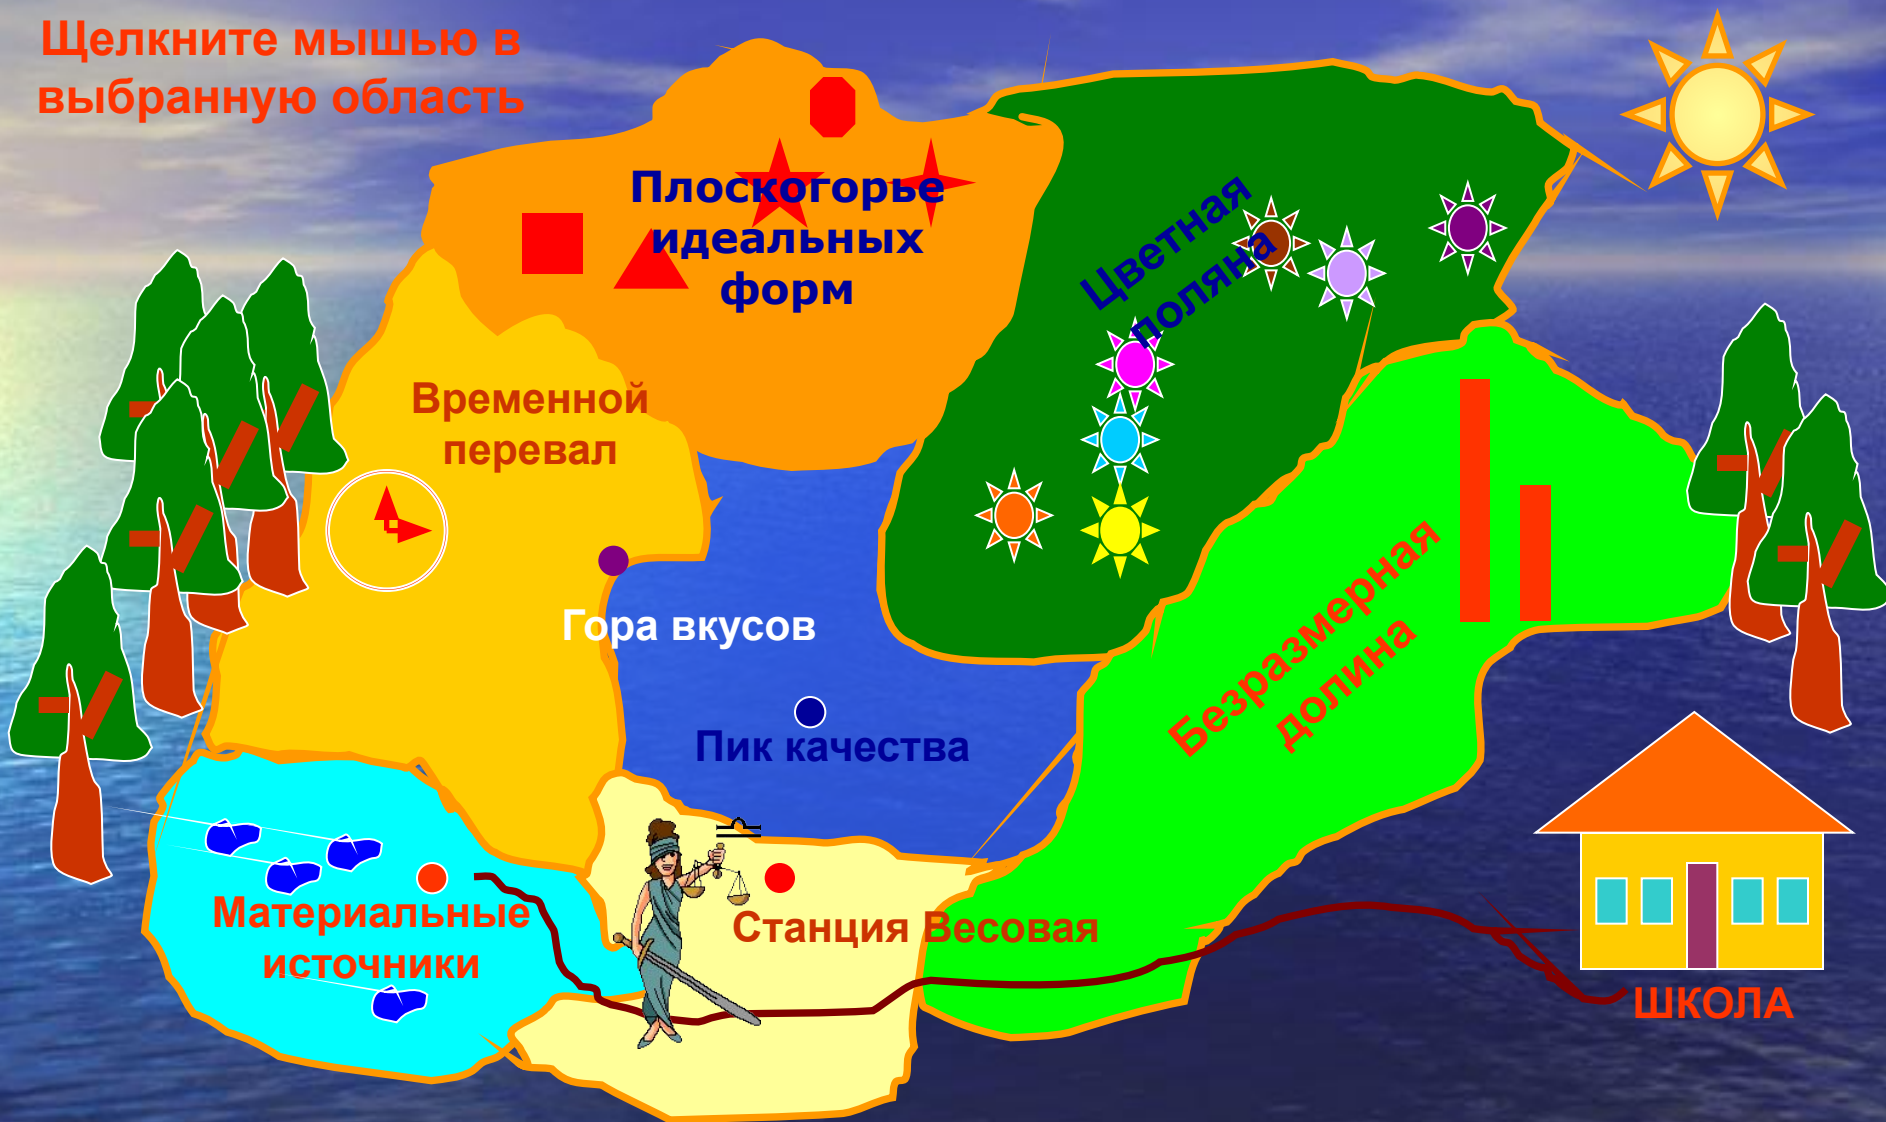 Щелкните мышью в
выбранную область
Плоскогорье
идеальных
форм
Цветная
поляна
Временной
перевал
Гора вкусов
Пик качества
Безразмерная
долина
Материальные
источники
Станция Весовая
ШКОЛА